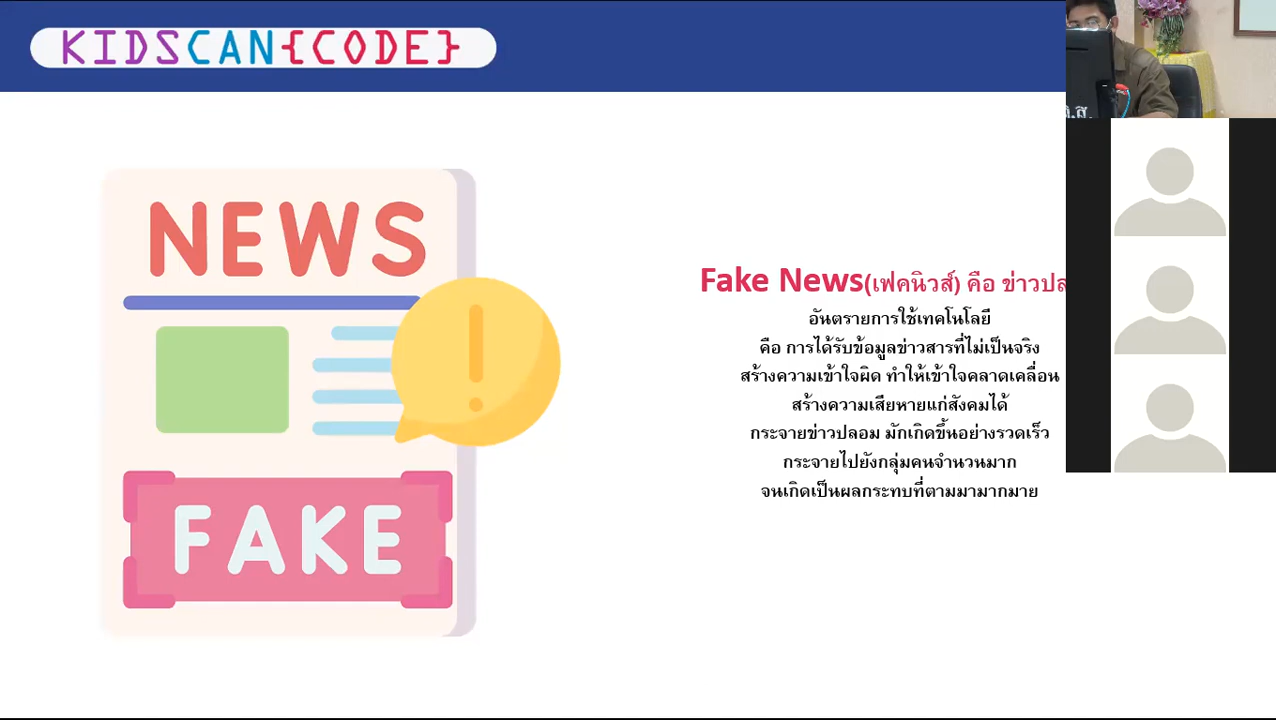 KIDSCAN{CODE}
NEWS
FAKE
Fake News(เฟคนิวส์) คือ
อันตรายการใช้เทคโนโลยี
คือ การได้รับข้อมูลข่าวสารที่ไม่เป็นจริง
สร้างความเข้าใจผิด ทำให้เข้าใจคลาดเคลื่อน
สร้างความเสียหายแก่สังคมได้
กระจายข่าวปลอม มักเกิดขึ้นอย่างรวดเร็ว
กระจายไปยังกลุ่มคนจำนวนมาก
จนเกิดเป็นผลกระทบที่ตามมามากมาย